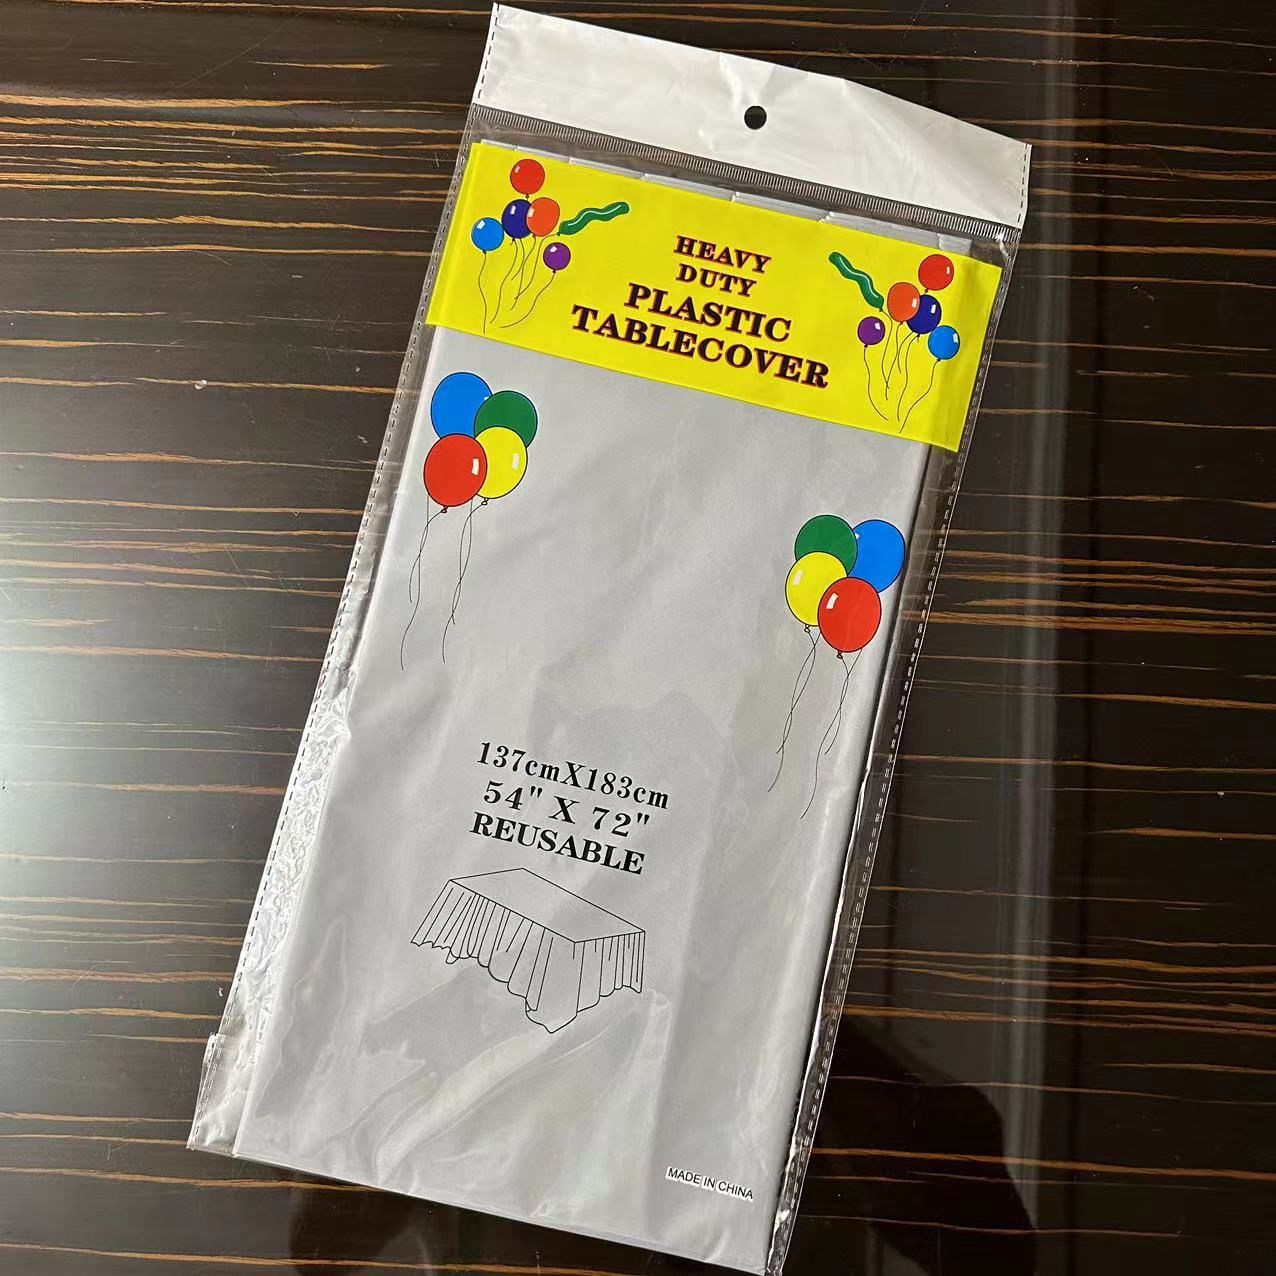 HEAVY
DUTY
PLASTIC
TABLECOVER
137cmX183cm
54" X 72"
REUSABLE
MADE IN CHINA